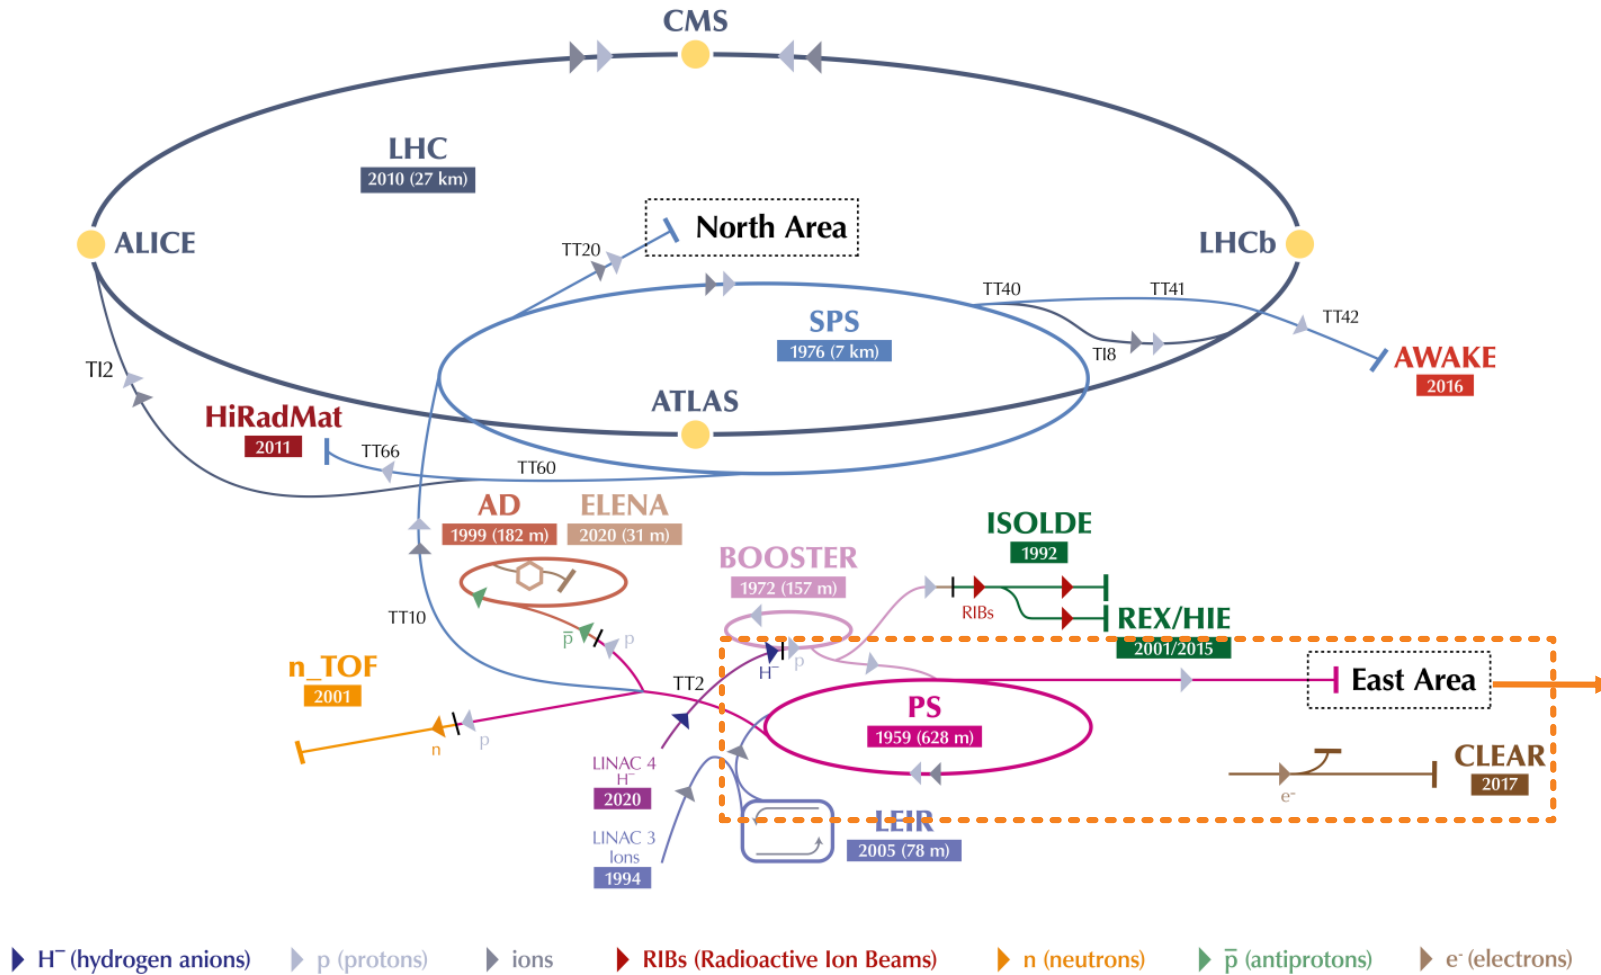 CMS
LHC
2010 (27 km)
North Area
TT20
ALICE
LHCb
TT40
TT41
TT42
SPS
1976 (7 km)
TI8
AWAKE
2016
TI2
ATLAS
HiRadMat
2011
TT66
TT60
AD
1999 (182 m)
ELENA
2020 (31 m)
ISOLDE
1992
BOOSTER
1972 (157 m)
RIBs
REX/HIE
2001/2015
TT10
p̅
p
p
H⁻
East Area
n_TOF
2001
TT2
PS
1959 (628 m)
n
p
LINAC 4
H⁻
2020
CLEAR
2017
e⁻
LINAC 3
Ions
1994
LEIR
2005 (78 m)
H⁻ (hydrogen anions)
p (protons)
ions
RIBs (Radioactive Ion Beams)
n (neutrons)
p̅ (antiprotons)
e⁻ (electrons)